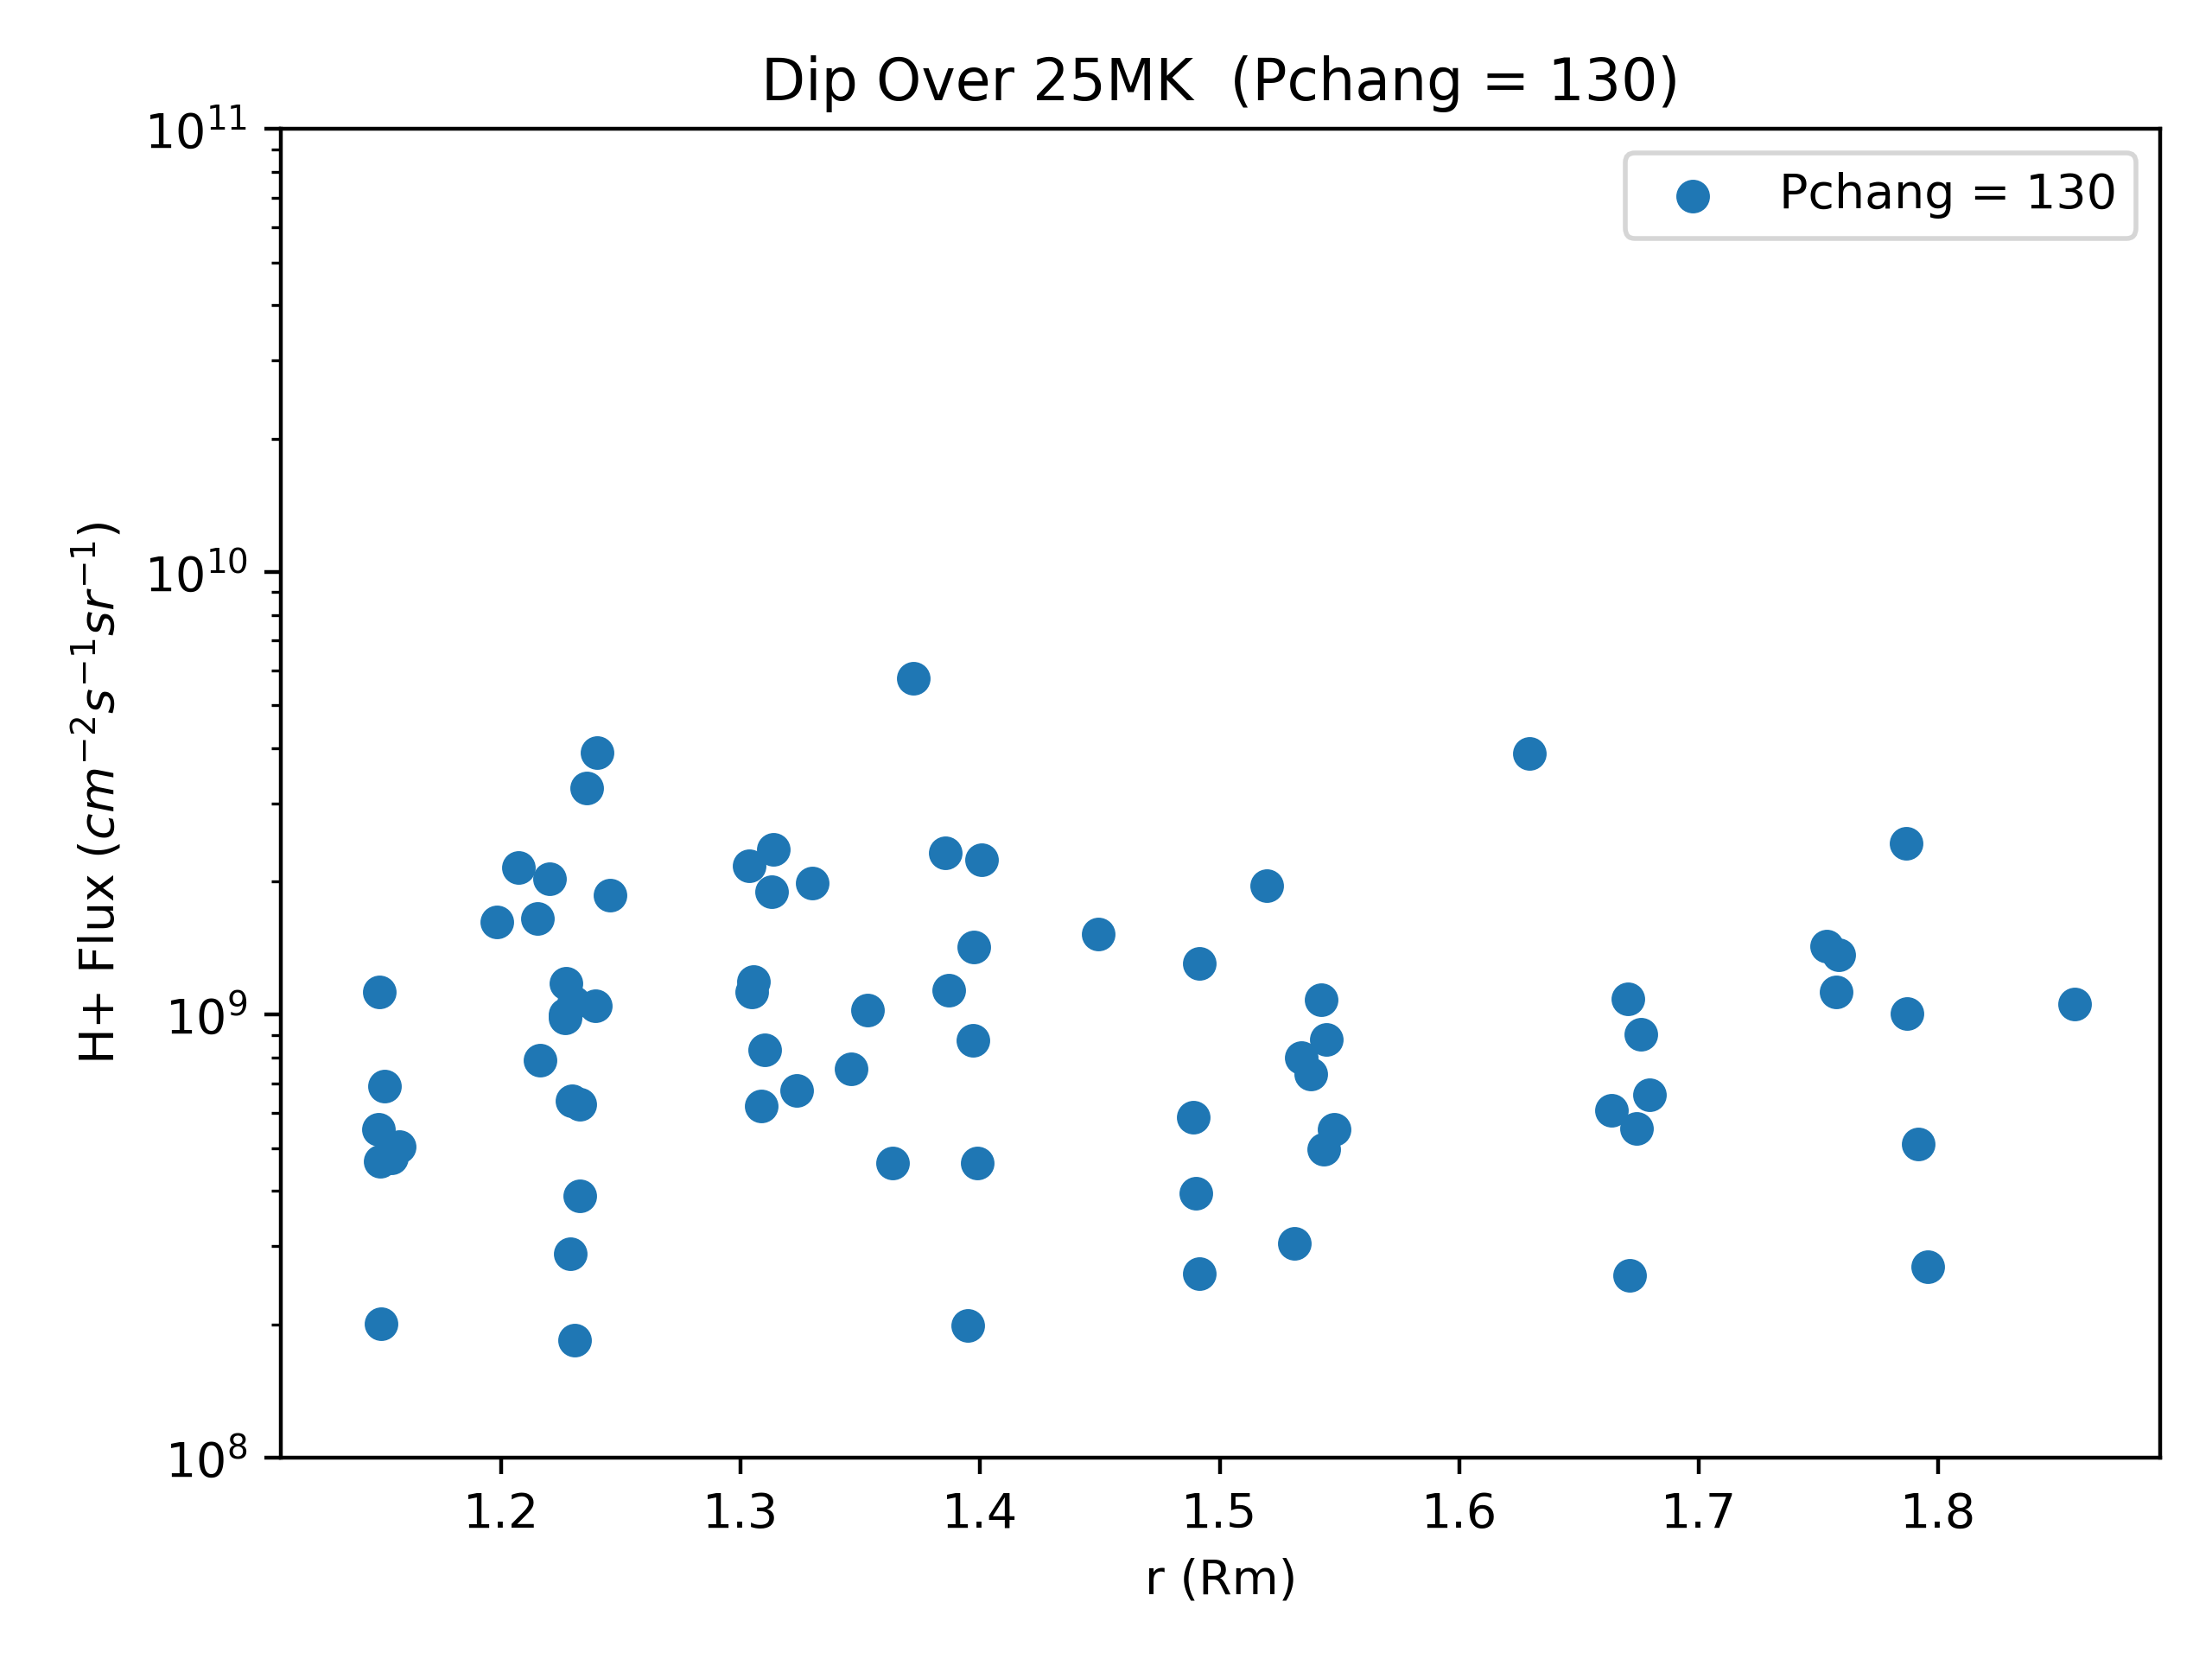 Dip Over 25MK  (Pchang = 130)
Pchang = 130
H+ Flux (cm⁻²s⁻¹sr⁻¹)
10¹¹
10¹⁰
10⁹
10⁸
1.2 1.3 1.4 1.5 1.6 1.7 1.8
r (Rm)